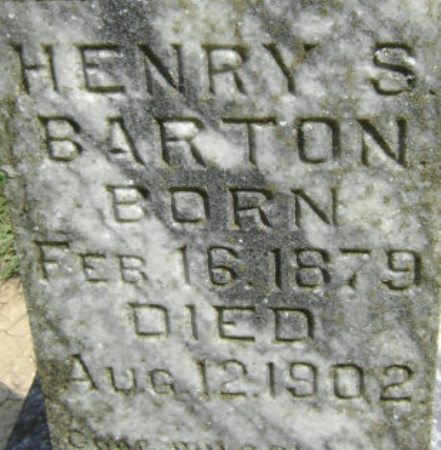 HENRY S.
BARTON.
BORN
FEB 16.1879
DIED
AUG 12.1902